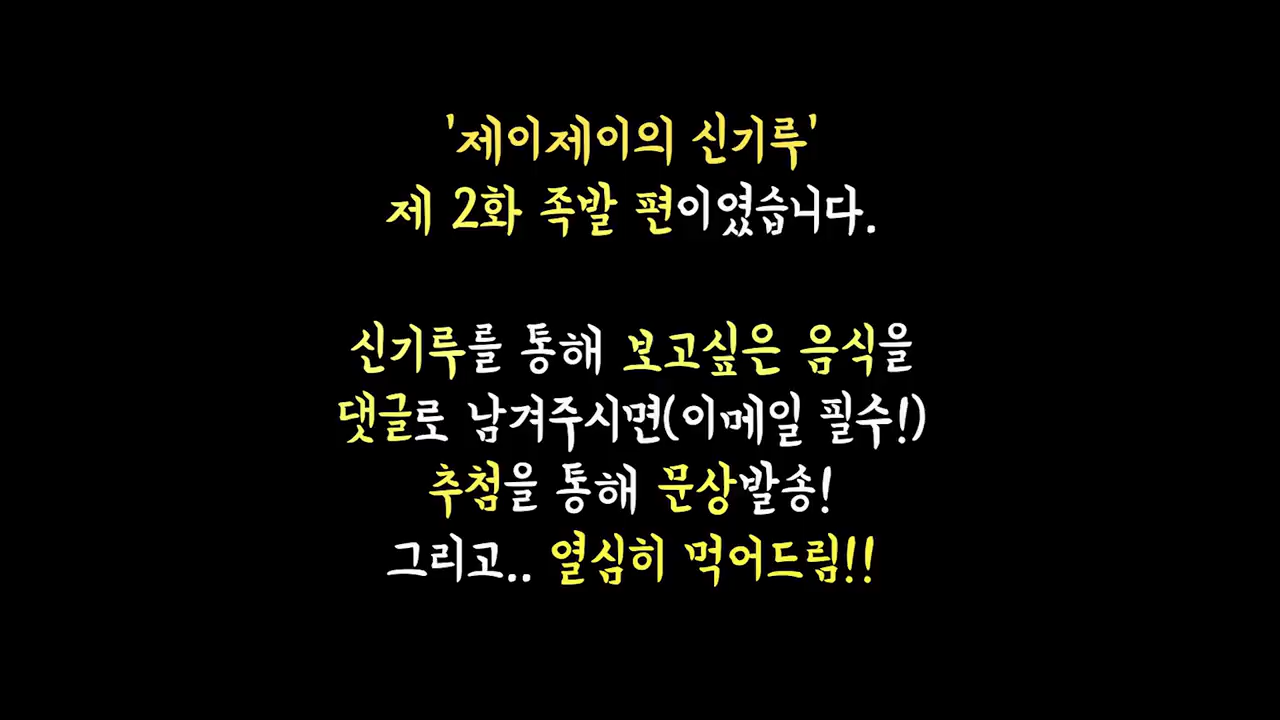 '제이제이의 신기루'
제 2화 족발 편이였습니다.
신기루를 통해 보고싶은 음식을
댓글로 남겨주시면(이메일 필수!)
추첨을 통해 문상발송!
그리고.. 열심히 먹어드림!!